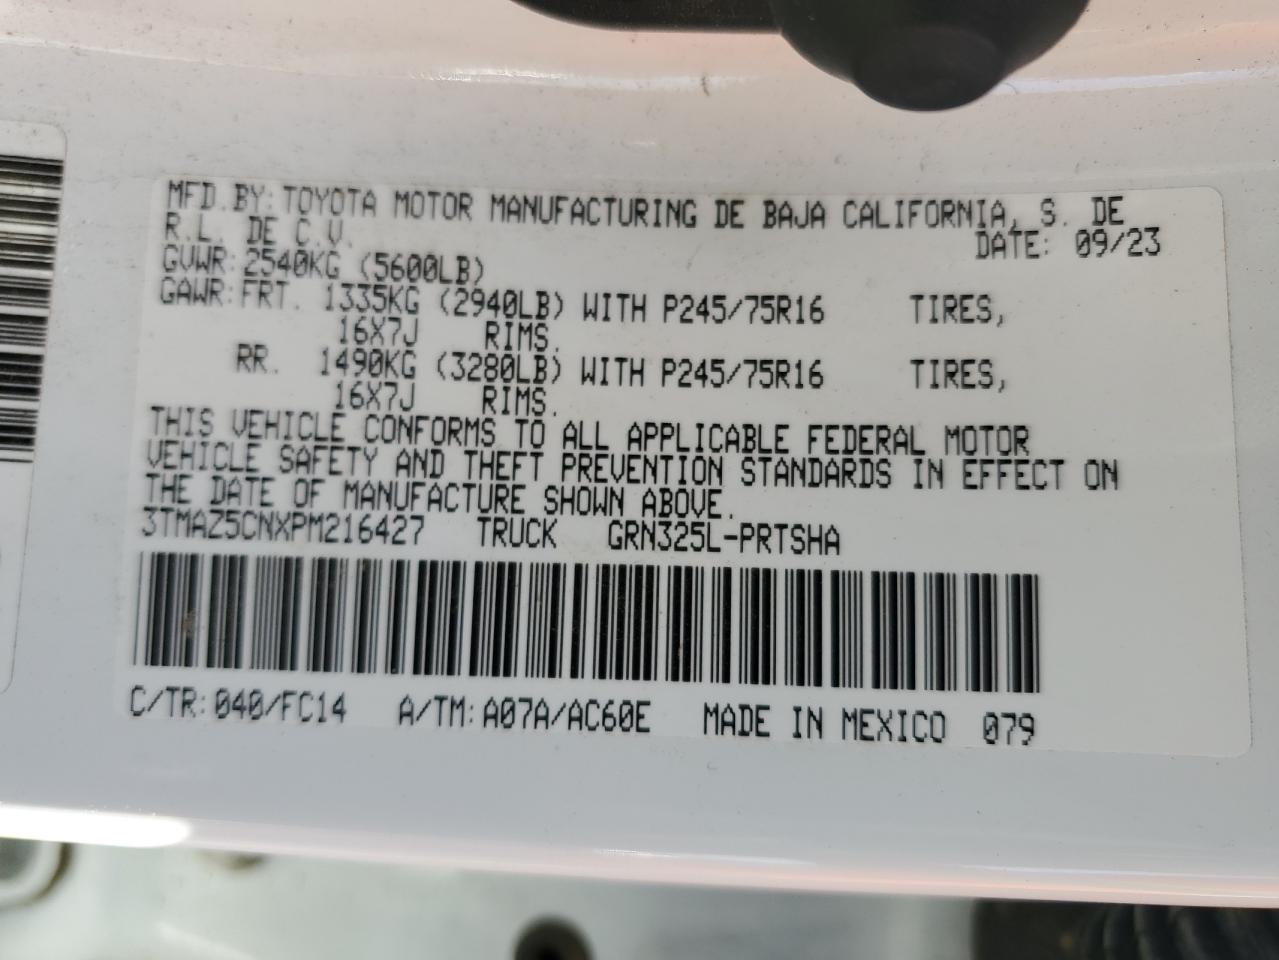 MFD. BY: TOYOTA MOTOR MANUFACTURING DE BAJA CALIFORNIA, S. DE
R.L. DE C.V. DATE: 09/23
GVWR: 2540KG (5600LB)
GAWR: FRT. 1335KG (2940LB) WITH P245/75R16 TIRES,
16X7J RIMS.
RR. 1490KG (3280LB) WITH P245/75R16 TIRES,
16X7J RIMS.
THIS VEHICLE CONFORMS TO ALL APPLICABLE FEDERAL MOTOR
VEHICLE SAFETY AND THEFT PREVENTION STANDARDS IN EFFECT ON
THE DATE OF MANUFACTURE SHOWN ABOVE.
3TMAZ5CNXPM216427 TRUCK GRN325L-PRTSHA
C/TR: 040/FC14 A/TM: A07A/AC60E MADE IN MEXICO 079